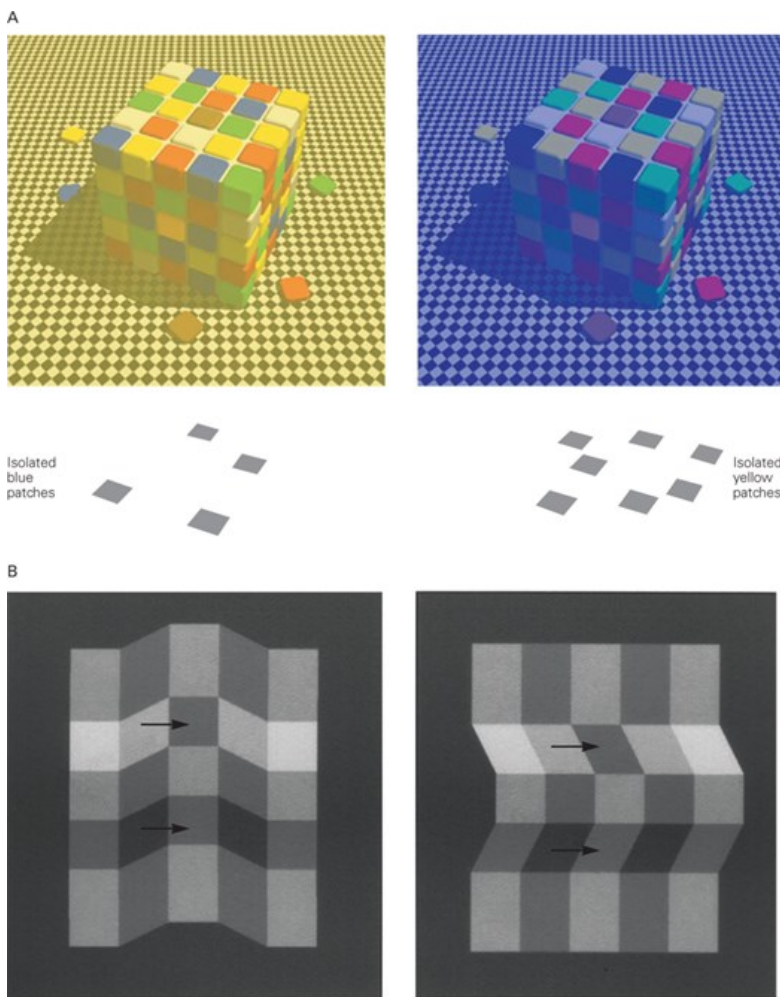 A
Isolated
blue
patches
Isolated
yellow
patches
B